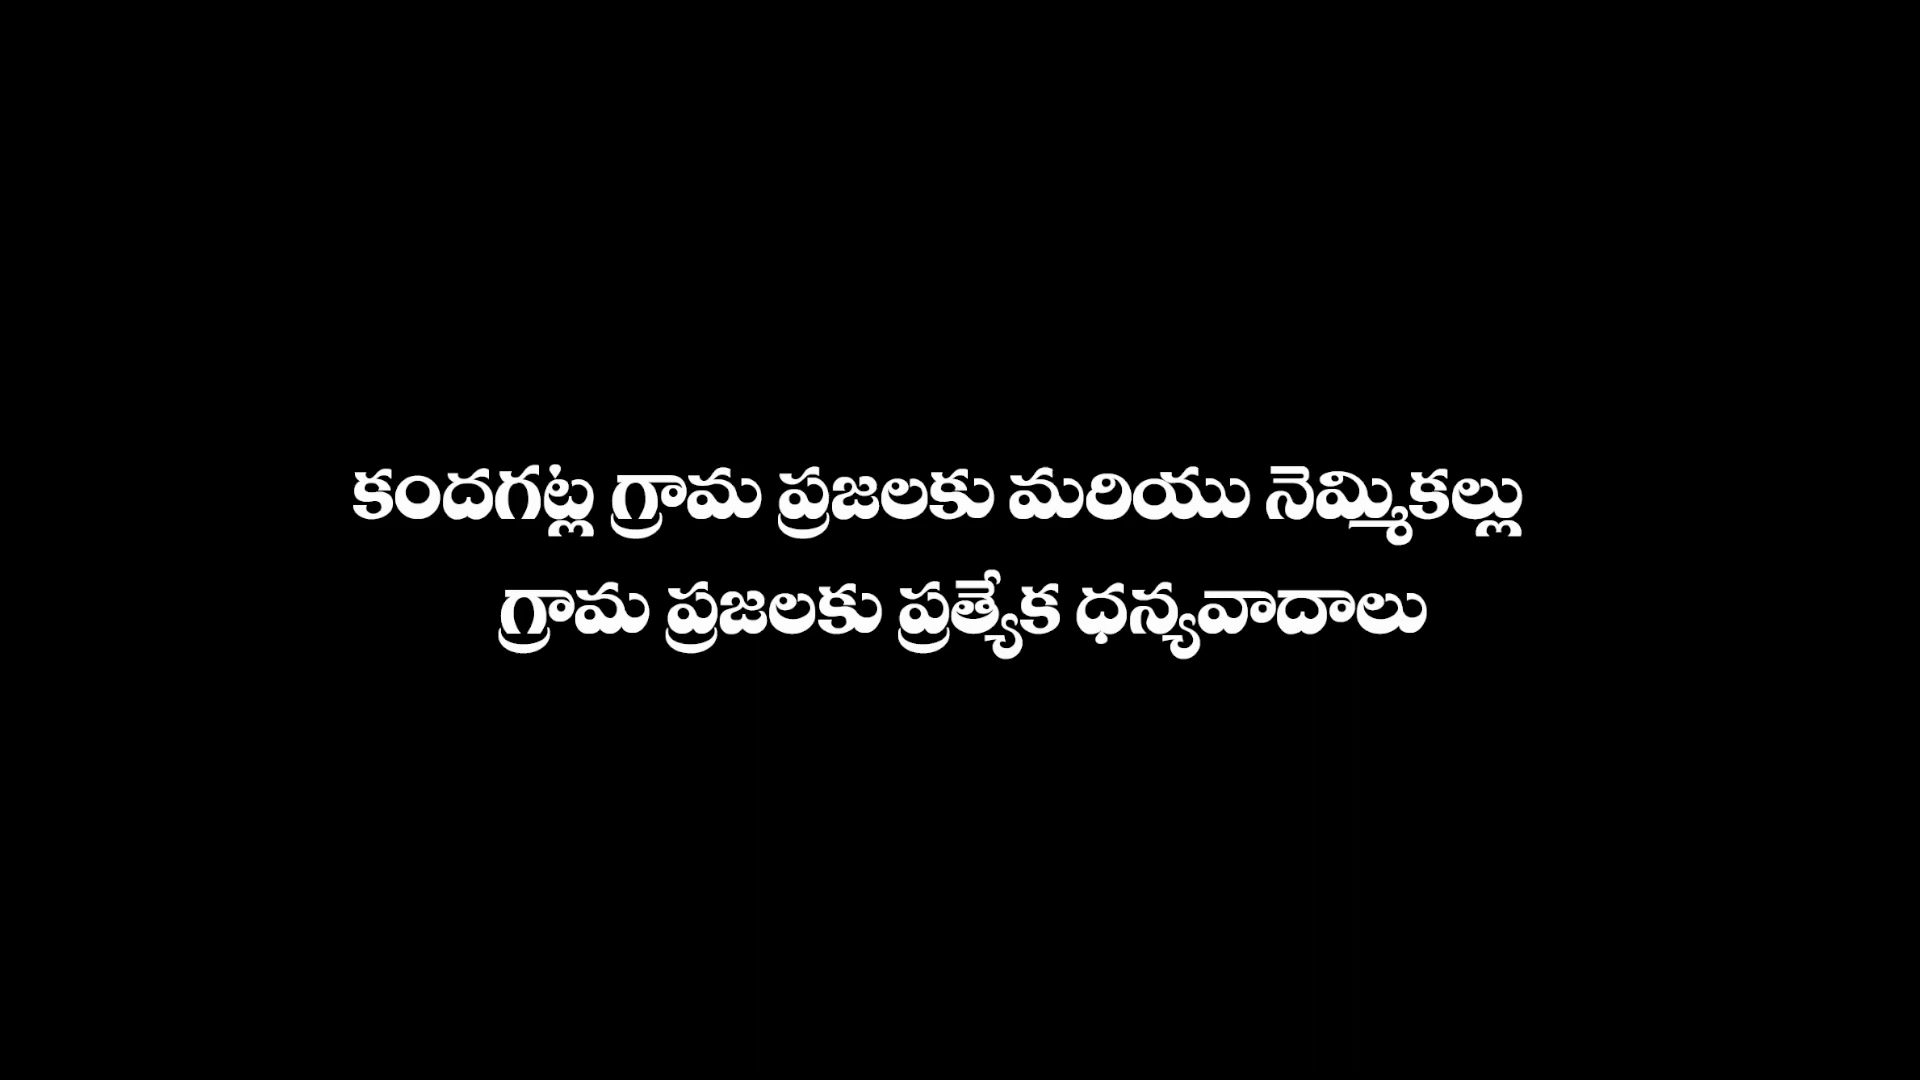 కందగట్ల గ్రామ ప్రజలకు మరియు నెమ్మికల్లు
గ్రామ ప్రజలకు ప్రత్యేక ధన్యవాదాలు